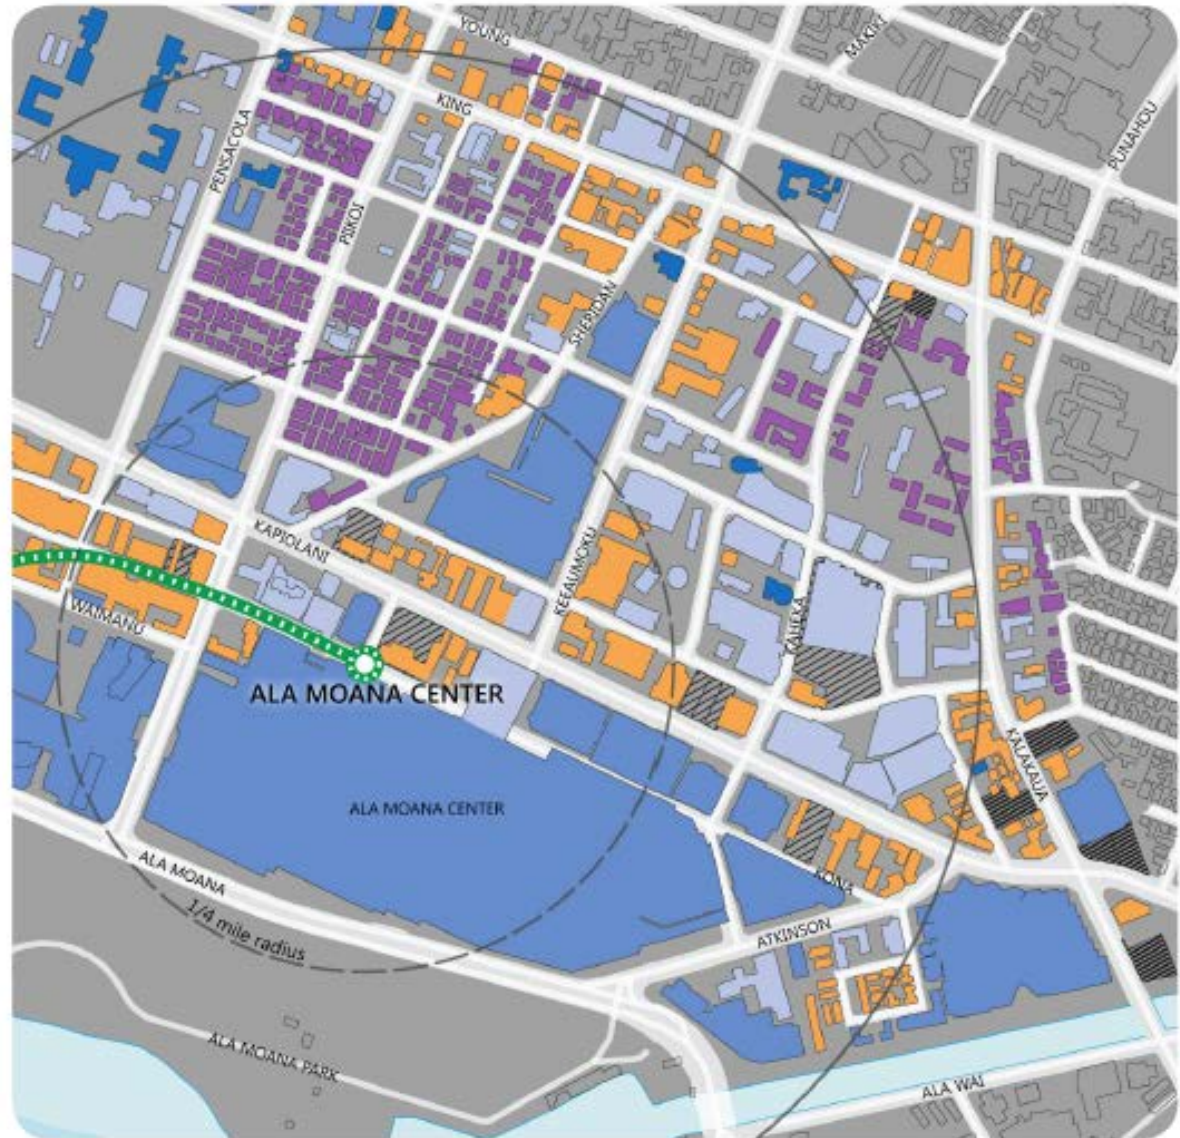 YOUNG
MAKIKI
KING
PUNAHOU
PENSACOLA
PIIKOI
SHERIDAN
KAPIOLANI
KEEAUMOKU
WAIMANU
KAHEKA
ALA MOANA CENTER
KALAKAUA
ALA MOANA CENTER
ALA MOANA
KONA
1/4 mile radius
ATKINSON
ALA MOANA PARK
ALA WAI